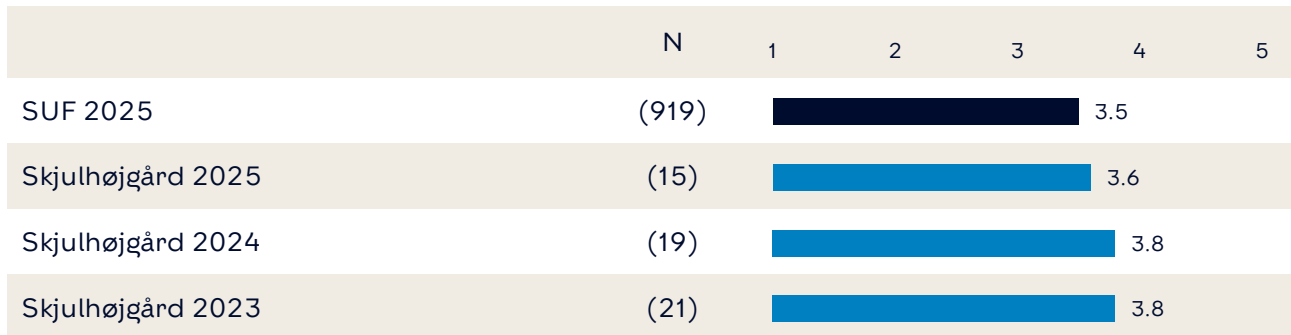 N 1 2 3 4 5
SUF 2025 (919) 3.5
Skjulhøjgård 2025 (15) 3.6
Skjulhøjgård 2024 (19) 3.8
Skjulhøjgård 2023 (21) 3.8